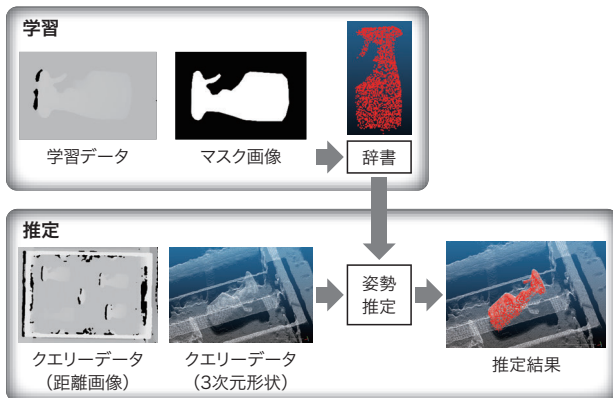 学習
学習データ
マスク画像
辞書
推定
姿勢
推定
クエリーデータ
（距離画像）
クエリーデータ
（3次元形状）
推定結果